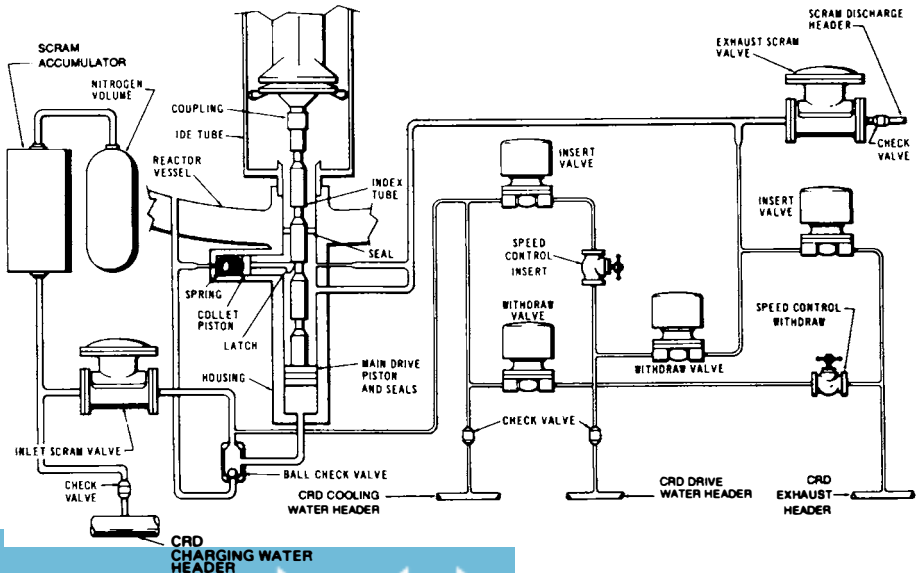 SCRAM
ACCUMULATOR
NITROGEN
VOLUME
COUPLING
IDE TUBE
REACTOR
VESSEL
INDEX
TUBE
SEAL
SPRING
COLLET
PISTON
LATCH
HOUSING
MAIN DRIVE
PISTON
AND SEALS
INLET SCRAM VALVE
CHECK
VALVE
BALL CHECK VALVE
CRD
CHARGING WATER
HEADER
SCRAM DISCHARGE
HEADER
EXHAUST SCRAM
VALVE
CHECK
VALVE
INSERT
VALVE
INSERT
VALVE
SPEED
CONTROL
INSERT
WITHDRAW
VALVE
WITHDRAW VALVE
SPEED CONTROL
WITHDRAW
CHECK VALVE
CRD COOLING
WATER HEADER
CRD DRIVE
WATER HEADER
CRD
EXHAUST
HEADER